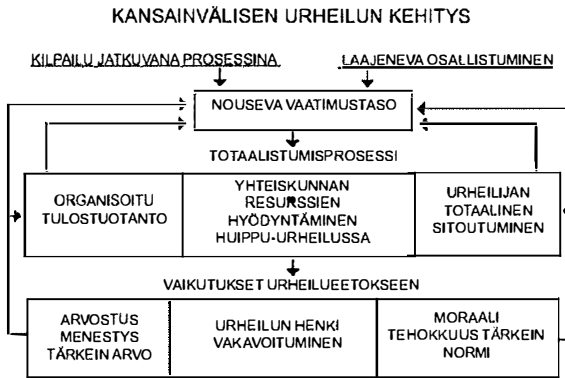 KANSAINVÄLISEN URHEILUN KEHITYS
KILPAILU JATKUVANA PROSESSINA
LAAJENEVA OSALLISTUMINEN
NOUSEVA VAATIMUSTASO
TOTAALISTUMISPROSESSI
ORGANISOITU
TULOSTUOTANTO
YHTEISKUNNAN
RESURSSIEN
HYÖDYNTÄMINEN
HUIPPU-URHEILUSSA
URHEILIJAN
TOTAALINEN
SITOUTUMINEN
VAIKUTUKSET URHEILUEETOKSEEN
ARVOSTUS
MENESTYS
TÄRKEIN ARVO
URHEILUN HENKI
VAKAVOITUMINEN
MORAALI
TEHOKKUUS TÄRKEIN
NORMI